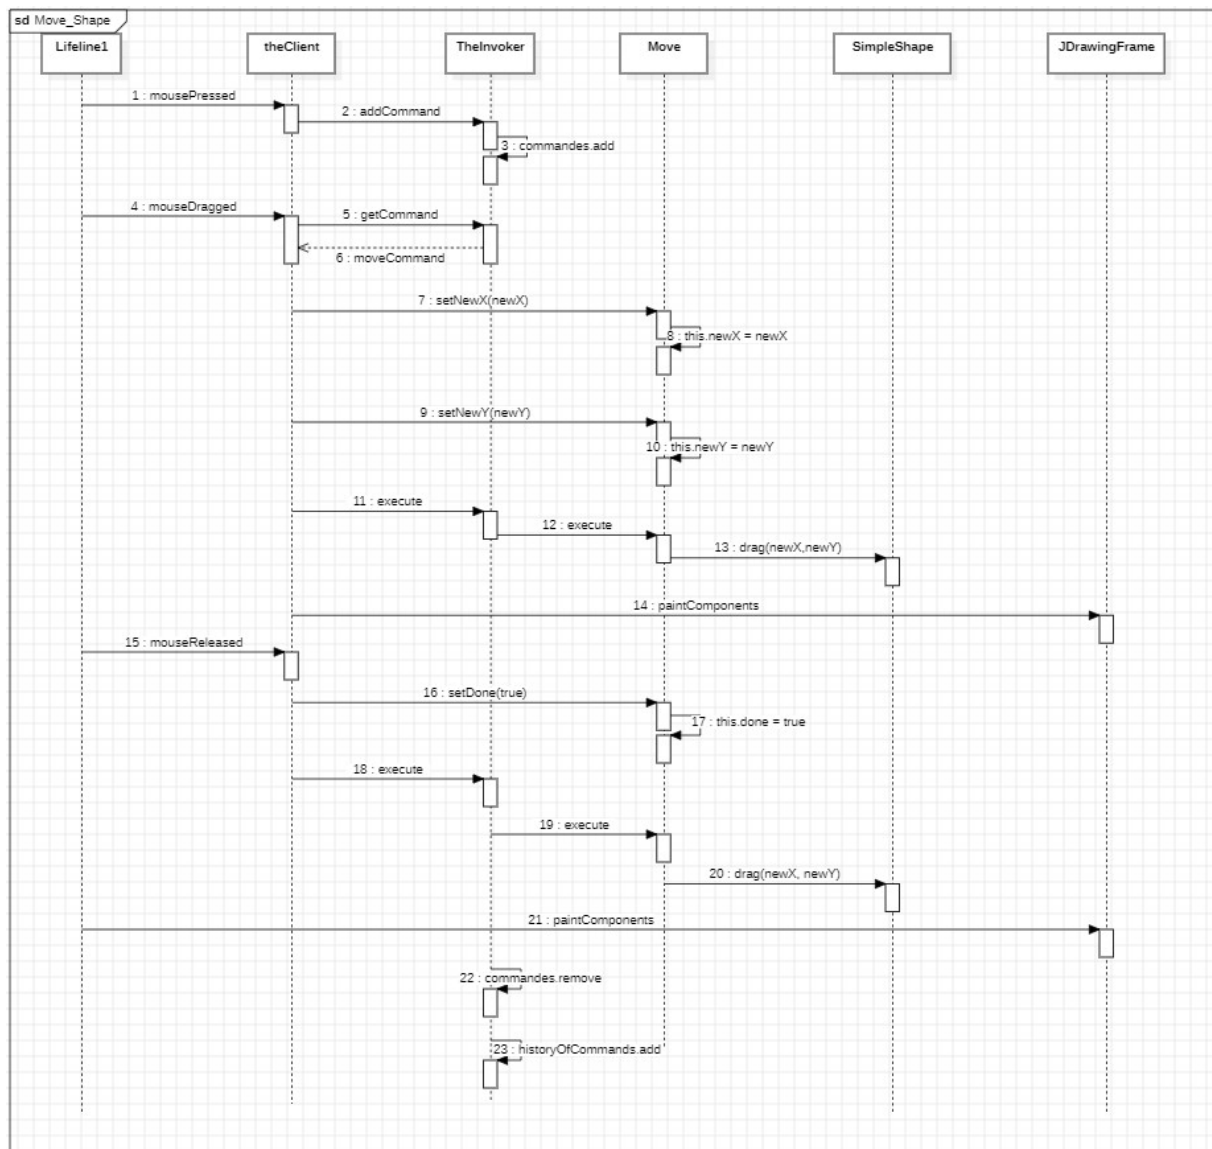 sd Move_Shape
Lifeline1
theClient
TheInvoker
Move
SimpleShape
JDrawingFrame
1 : mousePressed
2 : addCommand
3 : commandes.add
4 : mouseDragged
5 : getCommand
6 : moveCommand
7 : setNewX(newX)
8 : this.newX = newX
9 : setNewY(newY)
10 : this.newY = newY
11 : execute
12 : execute
13 : drag(newX,newY)
14 : paintComponents
15 : mouseReleased
16 : setDone(true)
17 : this.done = true
18 : execute
19 : execute
20 : drag(newX, newY)
21 : paintComponents
22 : commandes.remove
23 : historyOfCommands.add